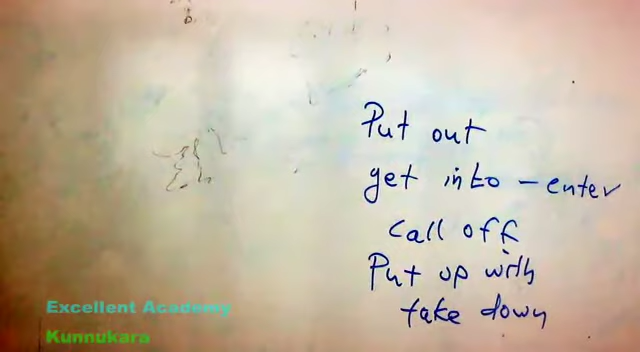 Put out
get into - enter
call off
Put up with
take down
Excellent Academy
Kunnukara